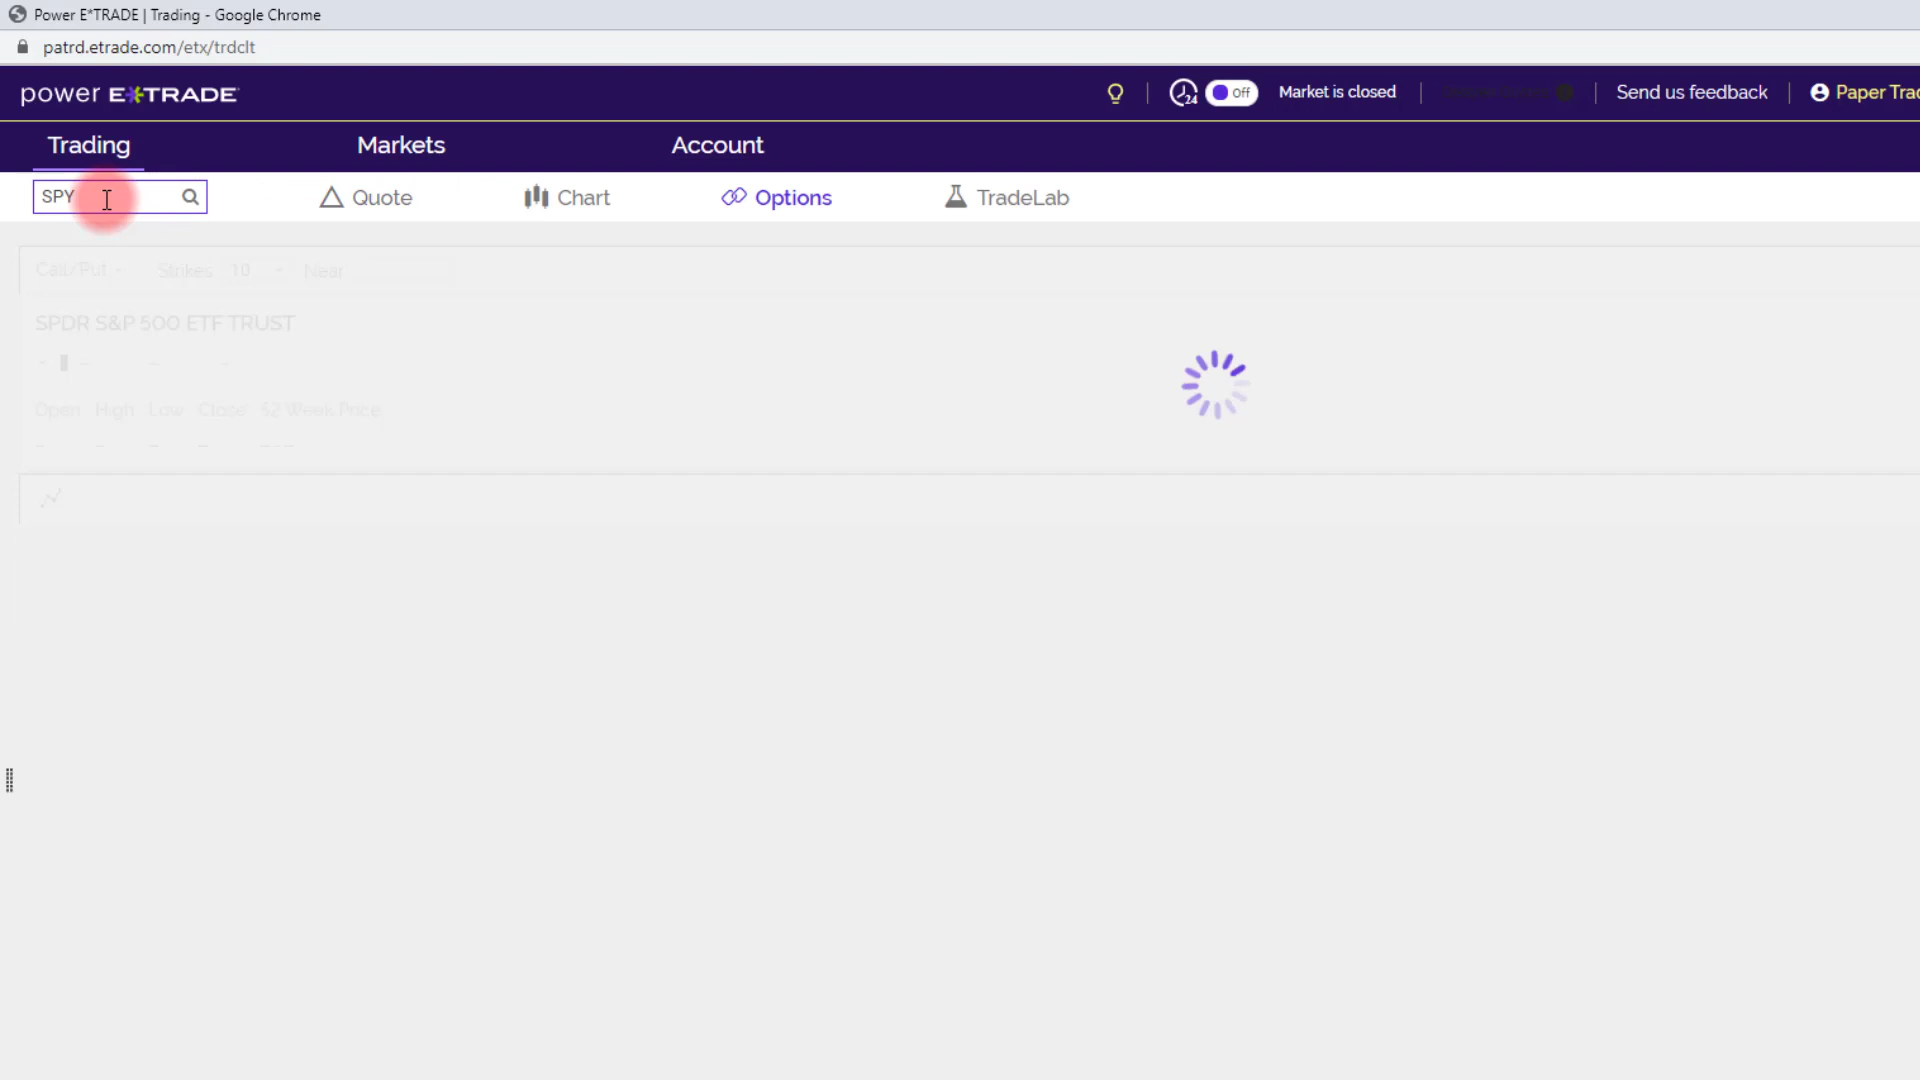 Power E*TRADE | Trading - Google Chrome
patrd.etrade.com/etx/trdclt
power E*TRADE
24 Off Market is closed Send us feedback Paper Trad
Trading Markets Account
SPY Quote Chart Options TradeLab
Call/Put Strikes 10 Near
SPDR S&P 500 ETF TRUST
Open High Low Close 52 Week Price